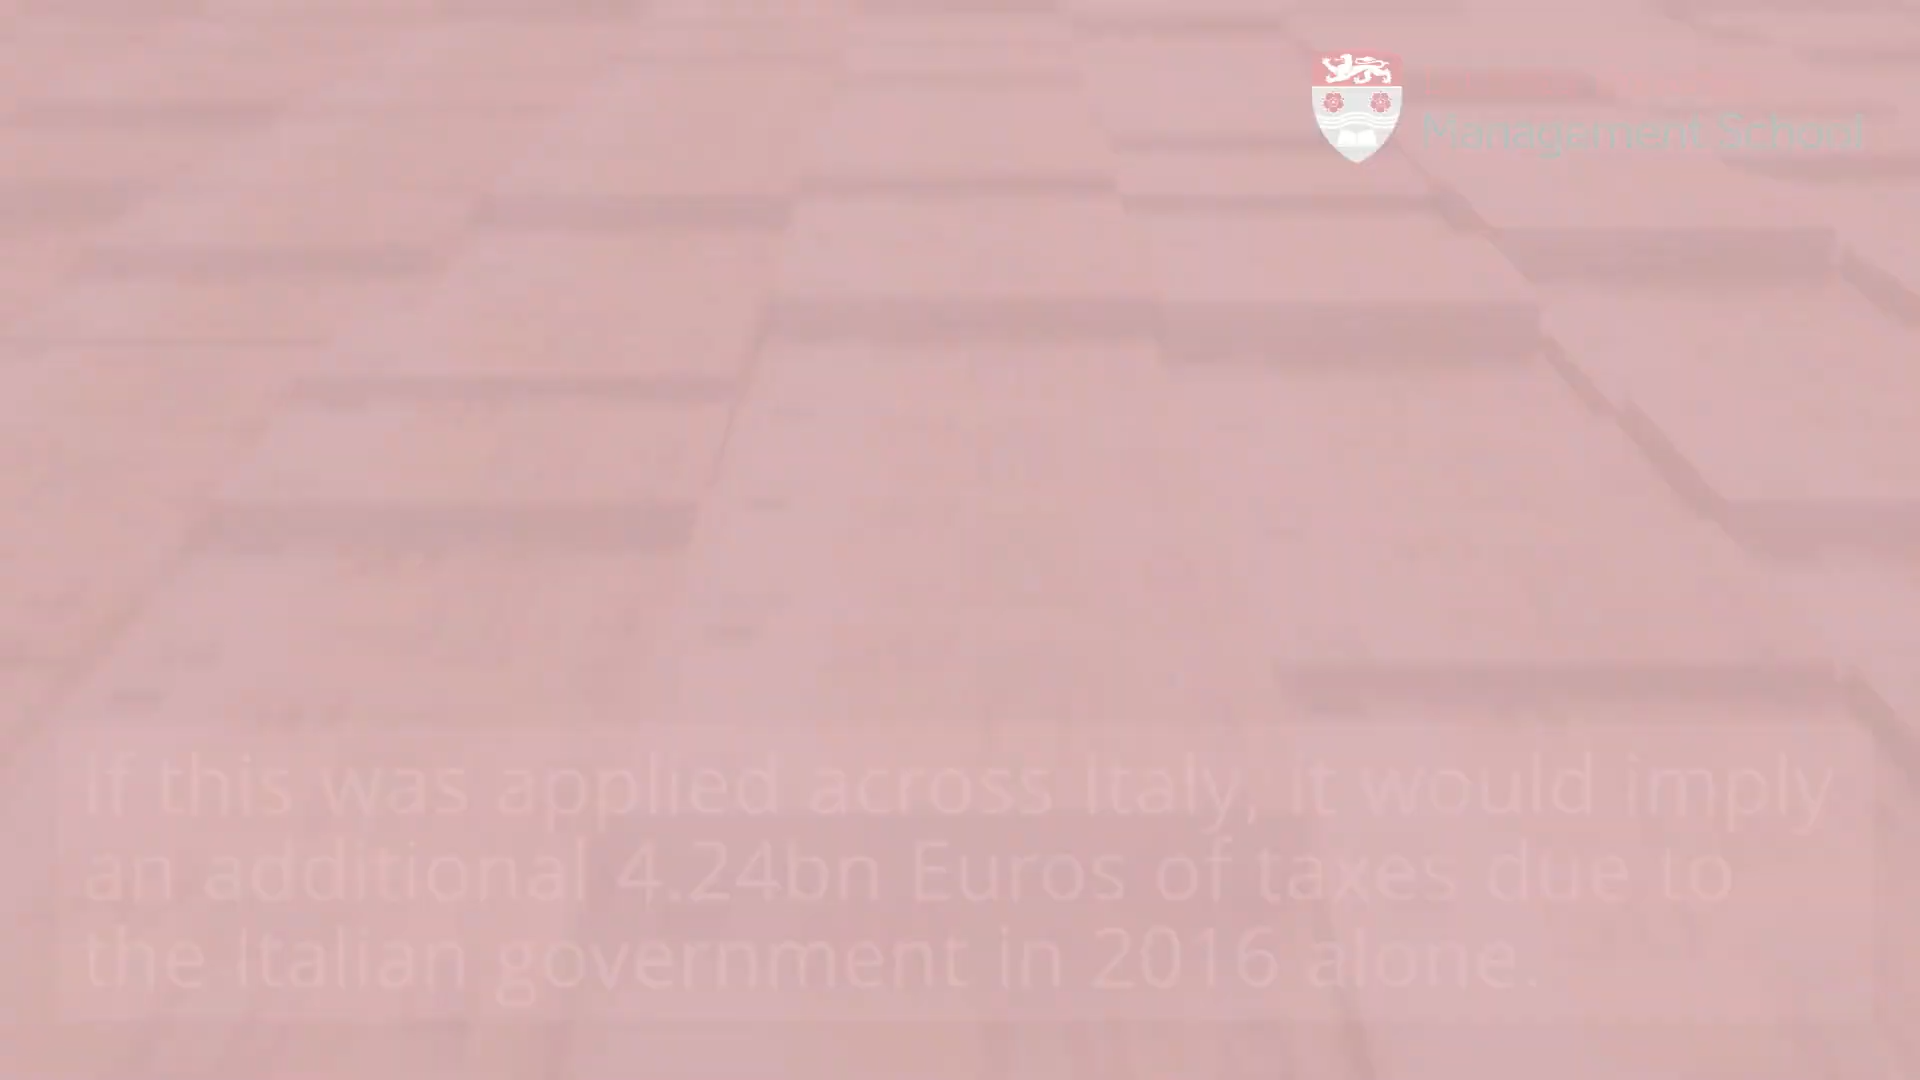 Management School
If this was applied across Italy, it would imply
an additional 4.24bn Euros of taxes due to
the Italian government in 2016 alone.